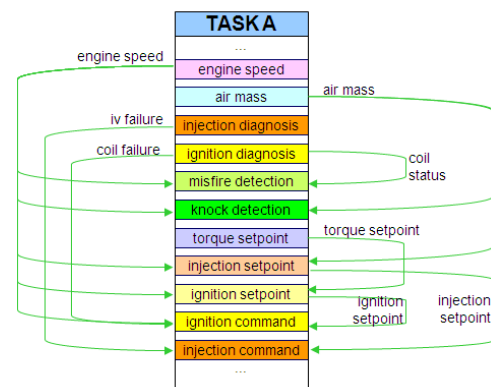 TASK A
...
engine speed
engine speed
air mass
air mass
iv failure
injection diagnosis
coil failure
ignition diagnosis
coil
status
misfire detection
knock detection
torque setpoint
torque setpoint
injection setpoint
ignition setpoint
ignition
setpoint
injection
setpoint
ignition command
injection command
...